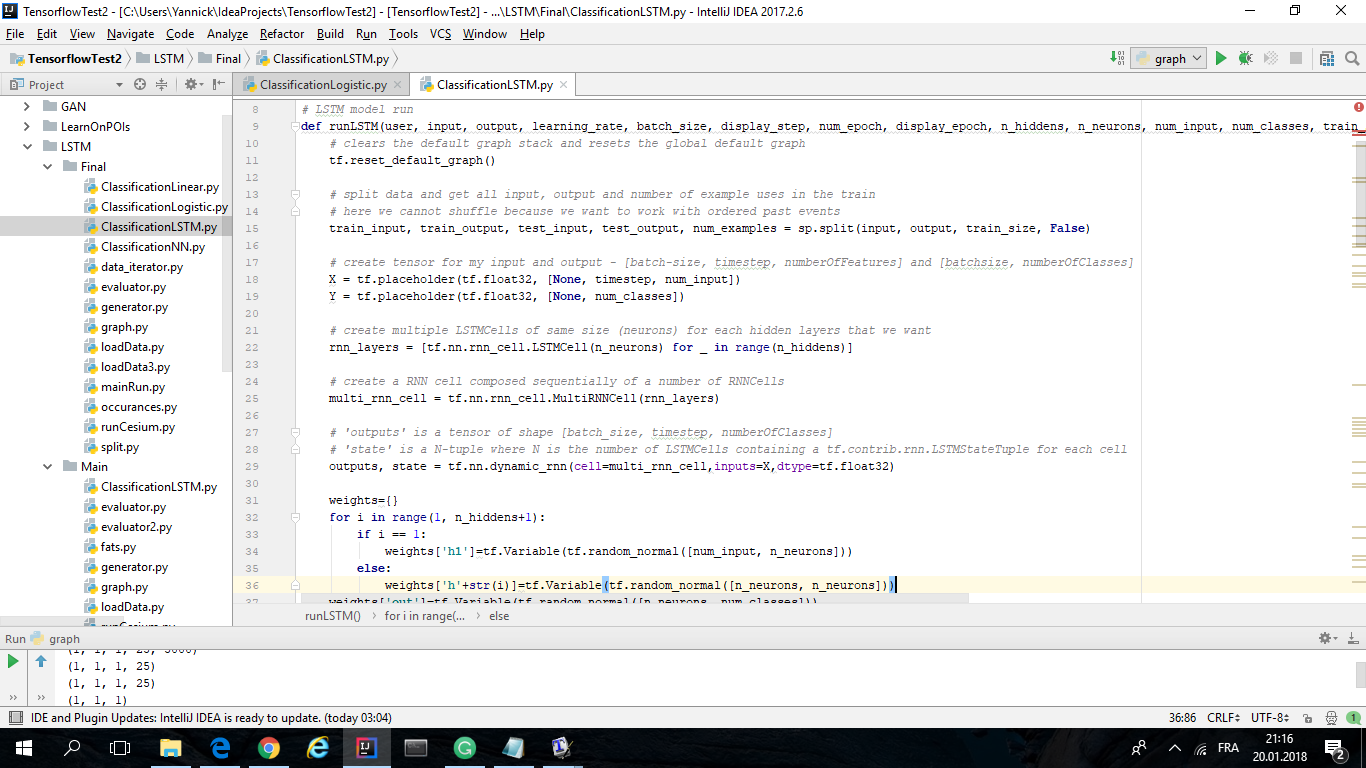 TensorflowTest2 - [C:\Users\Yannick\IdeaProjects\TensorflowTest2] - [TensorflowTest2] - ...\LSTM\Final\ClassificationLSTM.py - IntelliJ IDEA 2017.2.6
File Edit View Navigate Code Analyze Refactor Build Run Tools VCS Window Help
TensorflowTest2 LSTM Final ClassificationLSTM.py graph
Project
ClassificationLogistic.py ClassificationLSTM.py
GAN
LearnOnPOIs
LSTM
Final
ClassificationLinear.py
ClassificationLogistic.py
ClassificationLSTM.py
ClassificationNN.py
data_iterator.py
evaluator.py
generator.py
graph.py
loadData.py
loadData3.py
mainRun.py
occurances.py
runCesium.py
split.py
Main
ClassificationLSTM.py
evaluator.py
evaluator2.py
fats.py
generator.py
graph.py
loadData.py
runCesium.py
8 # LSTM model run
9 def runLSTM(user, input, output, learning_rate, batch_size, display_step, num_epoch, display_epoch, n_hiddens, n_neurons, num_input, num_classes, train_
10 # clears the default graph stack and resets the global default graph
11 tf.reset_default_graph()
12
13 # split data and get all input, output and number of example uses in the train
14 # here we cannot shuffle because we want to work with ordered past events
15 train_input, train_output, test_input, test_output, num_examples = sp.split(input, output, train_size, False)
16
17 # create tensor for my input and output - [batch-size, timestep, numberOfFeatures] and [batchsize, numberOfClasses]
18 X = tf.placeholder(tf.float32, [None, timestep, num_input])
19 Y = tf.placeholder(tf.float32, [None, num_classes])
20
21 # create multiple LSTMCells of same size (neurons) for each hidden layers that we want
22 rnn_layers = [tf.nn.rnn_cell.LSTMCell(n_neurons) for _ in range(n_hiddens)]
23
24 # create a RNN cell composed sequentially of a number of RNNCells
25 multi_rnn_cell = tf.nn.rnn_cell.MultiRNNCell(rnn_layers)
26
27 # 'outputs' is a tensor of shape [batch_size, timestep, numberOfClasses]
28 # 'state' is a N-tuple where N is the number of LSTMCells containing a tf.contrib.rnn.LSTMStateTuple for each cell
29 outputs, state = tf.nn.dynamic_rnn(cell=multi_rnn_cell,inputs=X,dtype=tf.float32)
30
31 weights={}
32 for i in range(1, n_hiddens+1):
33 if i == 1:
34 weights['h1']=tf.Variable(tf.random_normal([num_input, n_neurons]))
35 else:
36 weights['h'+str(i)]=tf.Variable(tf.random_normal([n_neurons, n_neurons]))
37 weights['out']=tf.Variable(tf.random_normal([n_neurons, num_classes]))
runLSTM() for i in range(... else
Run graph
(1, 1, 1, 25, 5000)
(1, 1, 1, 25)
(1, 1, 1, 25)
(1, 1, 1)
IDE and Plugin Updates: IntelliJ IDEA is ready to update. (today 03:04) 36:86 CRLF UTF-8 1
FRA
21:16
20.01.2018
2